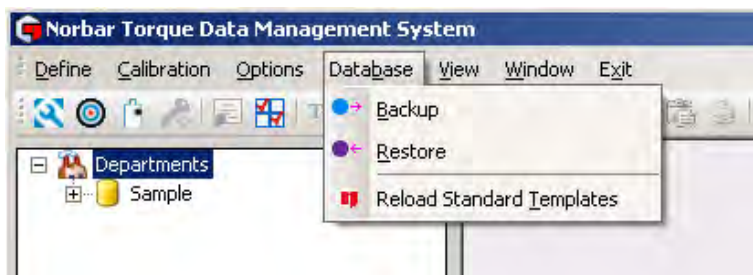 Norbar Torque Data Management System
Define Calibration Options Database View Window Exit
Backup
Restore
Departments
Sample
Reload Standard Templates